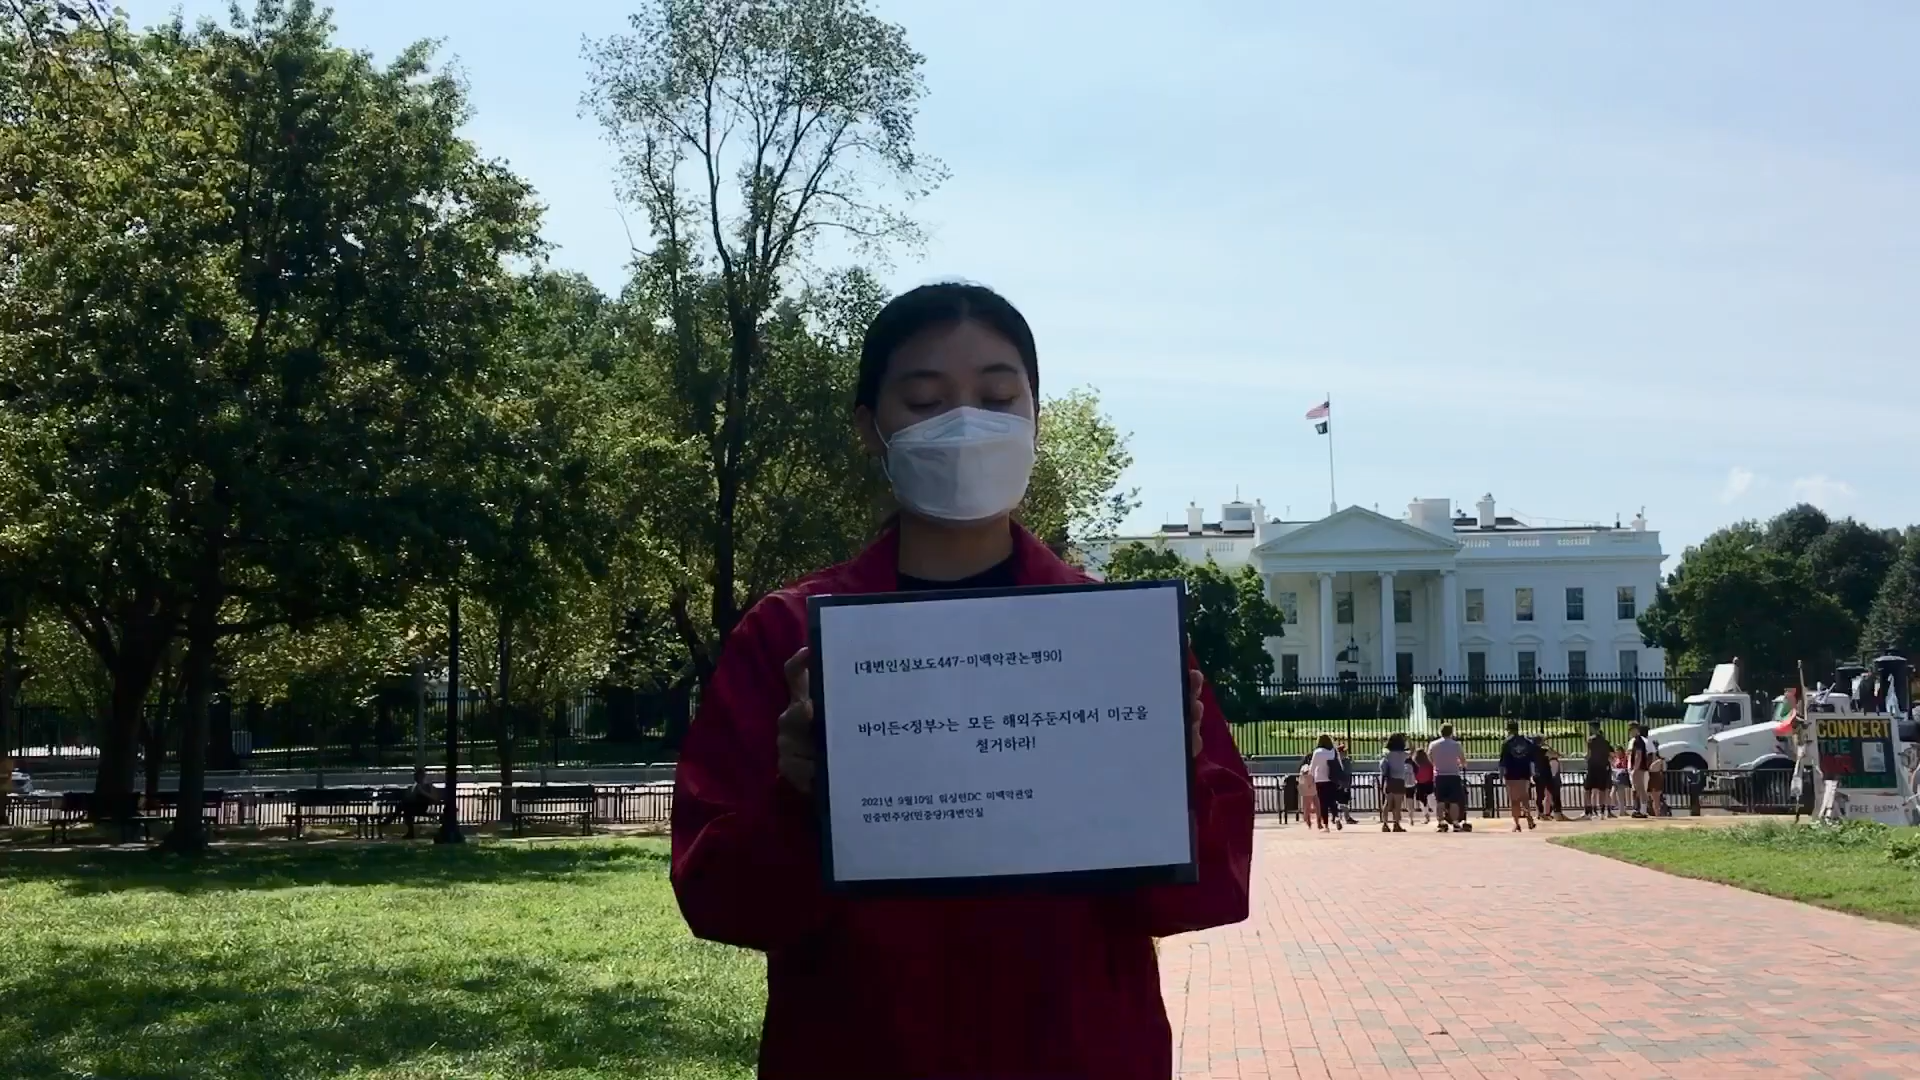 [대변인실보도447-미백악관논평90]
바이든<정부>는 모든 해외주둔지에서 미군을
철거하라!
2021년 9월10일 워싱턴DC 미백악관앞
민중민주당(민중당)대변인실
CONVERT
THE
FREE